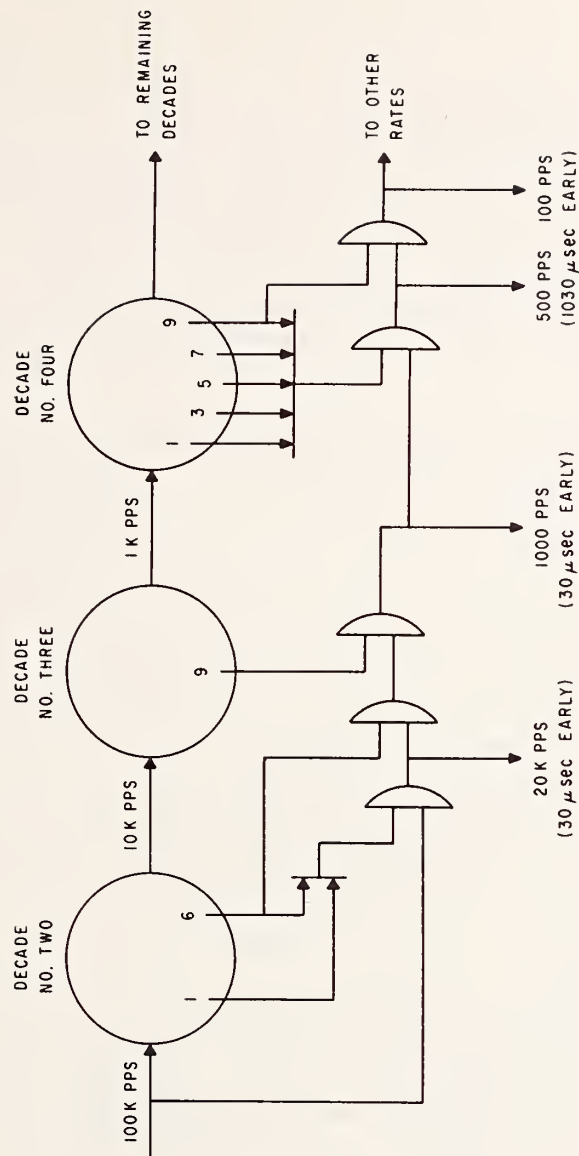 DECADE
NO. TWO
DECADE
NO. THREE
DECADE
NO. FOUR
100K PPS
10K PPS
1K PPS
TO REMAINING
DECADES
1
6
9
1
3
5
7
9
TO OTHER
RATES
20K PPS
(30 μsec EARLY)
1000 PPS
(30 μsec EARLY)
500 PPS
(1030 μsec EARLY)
100 PPS